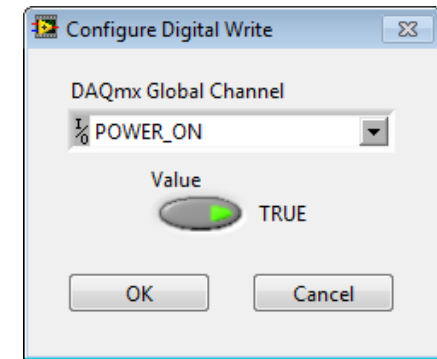 Configure Digital Write
DAQmx Global Channel
I/O POWER_ON
Value
TRUE
OK
Cancel